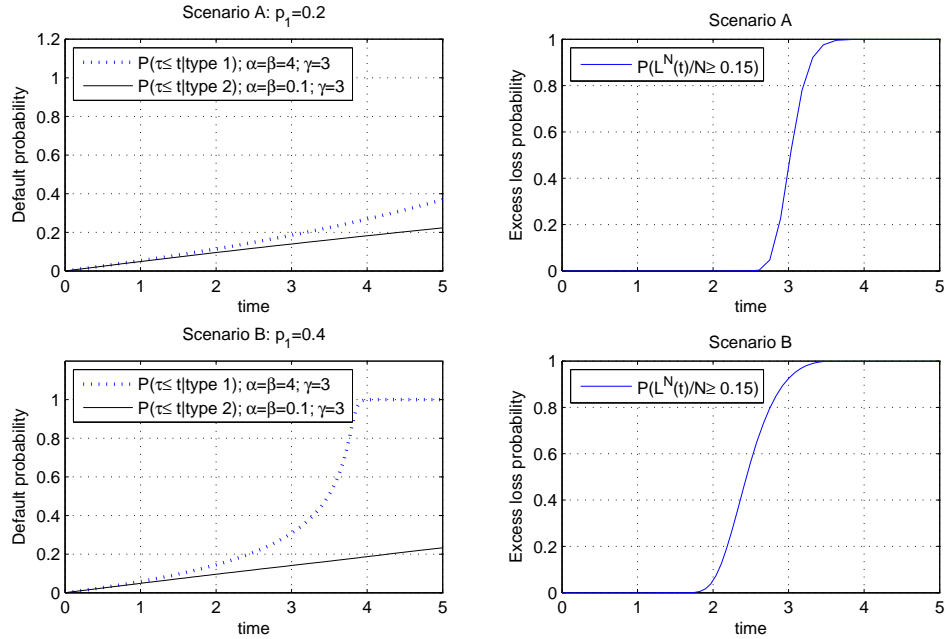 Scenario A: p_1=0.2
1.2
1
0.8
0.6
0.4
0.2
0
Default probability
P(τ≤ t|type 1); α=β=4; γ=3
P(τ≤ t|type 2); α=β=0.1; γ=3
0 1 2 3 4 5
time
Scenario A
1
0.8
0.6
0.4
0.2
0
Excess loss probability
P(L^N(t)/N≥ 0.15)
0 1 2 3 4 5
time
Scenario B: p_1=0.4
1
0.8
0.6
0.4
0.2
0
Default probability
P(τ≤ t|type 1); α=β=4; γ=3
P(τ≤ t|type 2); α=β=0.1; γ=3
0 1 2 3 4 5
time
Scenario B
1
0.8
0.6
0.4
0.2
0
Excess loss probability
P(L^N(t)/N≥ 0.15)
0 1 2 3 4 5
time